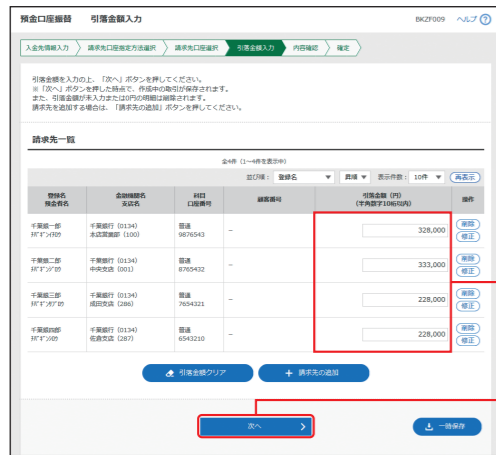 預金口座振替 引落金額入力 BKZF009 ヘルプ ?
入金先情報入力 請求先口座指定方法選択 請求先口座選択 引落金額入力 内容確認 確定
引落金額を入力の上、「次へ」ボタンを押してください。
※「次へ」ボタンを押した時点で、作成中の取引が保存されます。
また、引落金額が未入力または0円の明細は削除されます。
請求先を追加する場合は、「請求先の追加」ボタンを押してください。
請求先一覧
全4件（1～4件を表示中）
並び順： 登録名 昇順 表示件数： 10件 再表示
登録名 金融機関名 科目 顧客番号 引落金額（円） 操作
預金者名 支店名 口座番号 （半角数字10桁以内）
千葉銀一郎 千葉銀行（0134） 普通 － 328,000 削除
本店営業部（100） 9876543 修正
千葉銀二郎 千葉銀行（0134） 普通 － 333,000 削除
中央支店（001） 8765432 修正
千葉銀三郎 千葉銀行（0134） 普通 － 228,000 削除
成田支店（286） 7654321 修正
千葉銀四郎 千葉銀行（0134） 普通 － 228,000 削除
佐倉支店（287） 6543210 修正
引落金額クリア ＋ 請求先の追加
次へ 一時保存